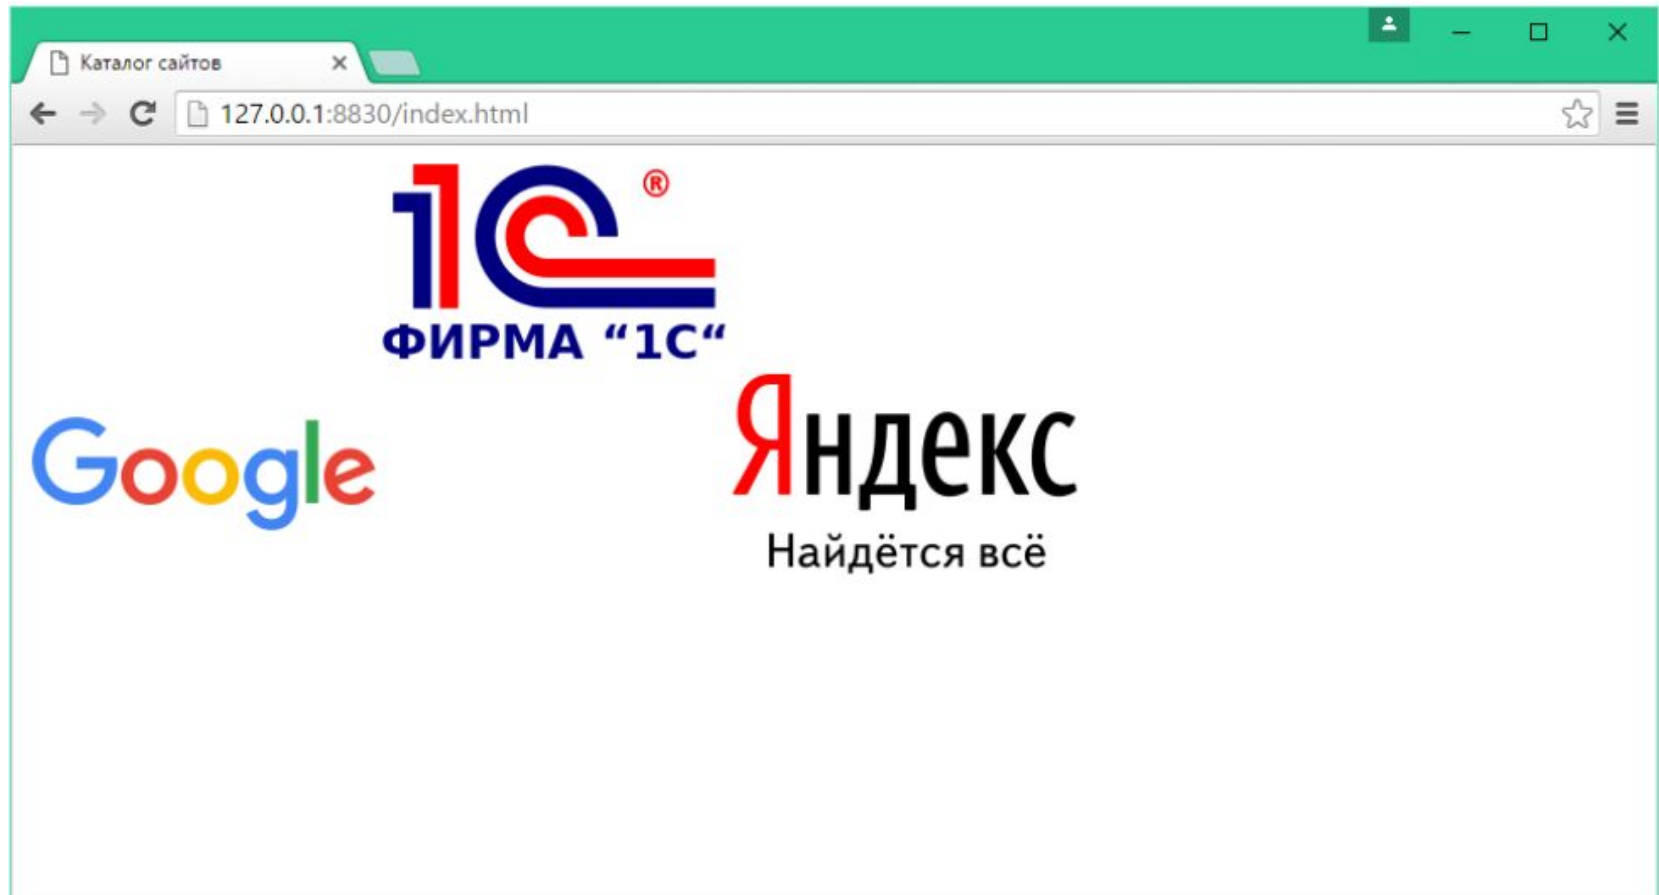 Каталог сайтов
127.0.0.1:8830/index.html
1С®
ФИРМА “1С“
Google
Яндекс
Найдётся всё